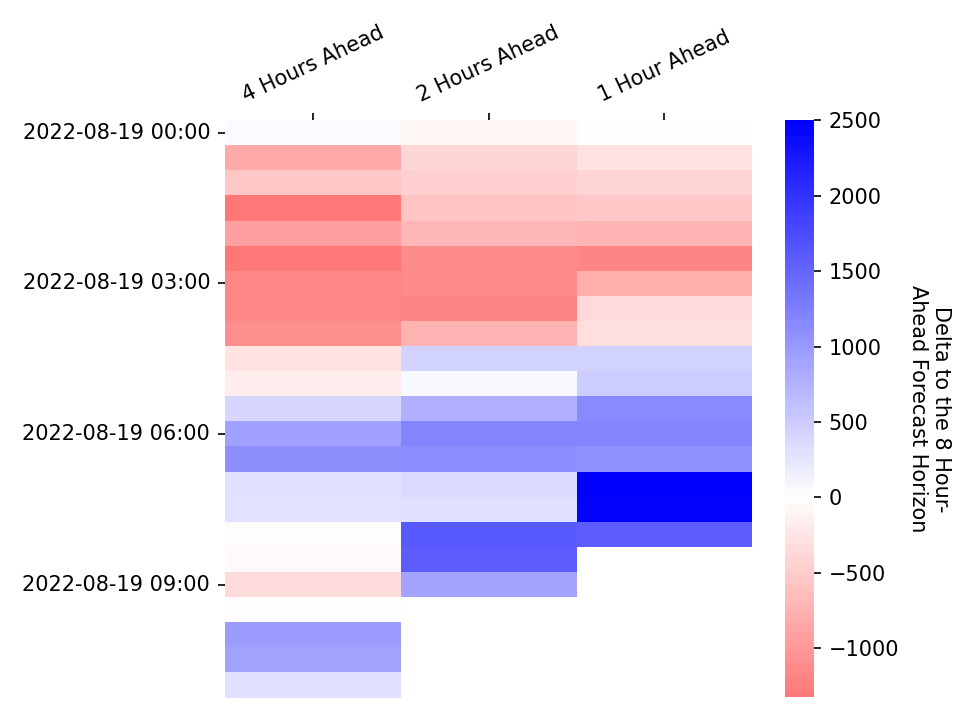 4 Hours Ahead
2 Hours Ahead
1 Hour Ahead
2022-08-19 00:00
2022-08-19 03:00
2022-08-19 06:00
2022-08-19 09:00
2500
2000
1500
1000
500
0
−500
−1000
Delta to the 8 Hour-
Ahead Forecast Horizon